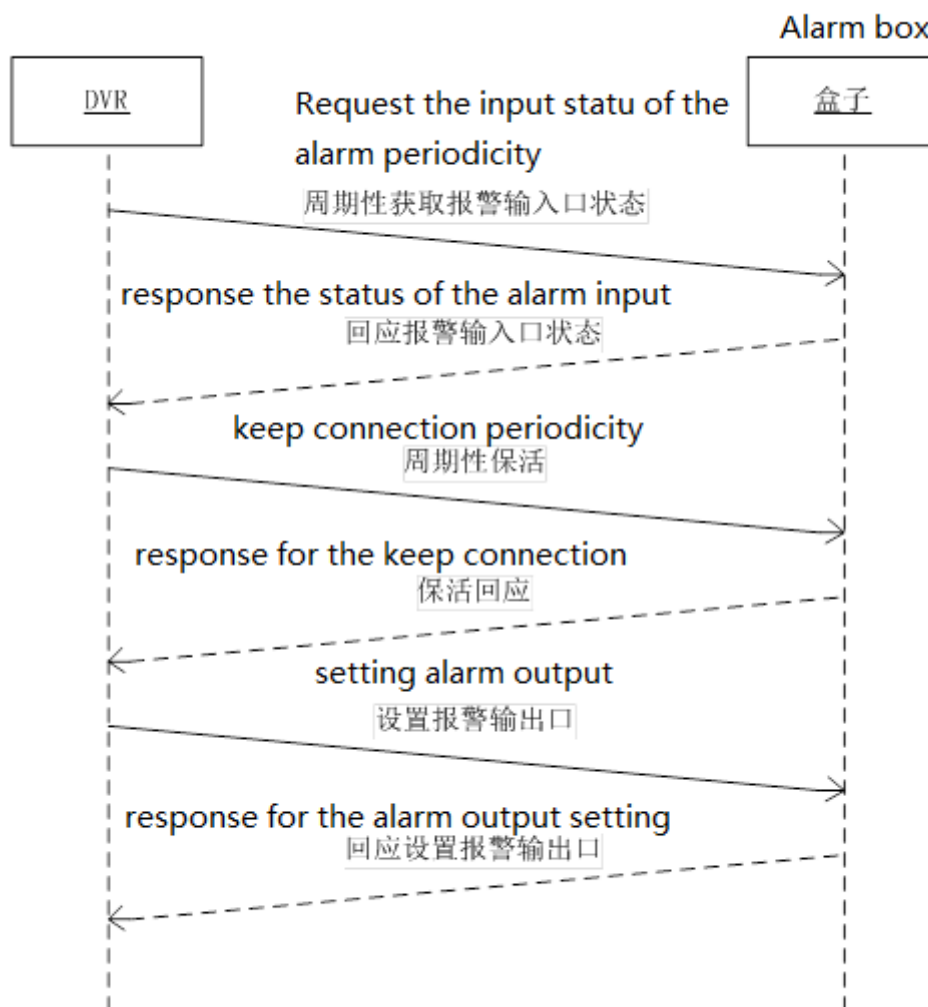 Alarm box
DVR
盒子
Request the input statu of the
alarm periodicity
周期性获取报警输入口状态
response the status of the alarm input
回应报警输入口状态
keep connection periodicity
周期性保活
response for the keep connection
保活回应
setting alarm output
设置报警输出口
response for the alarm output setting
回应设置报警输出口